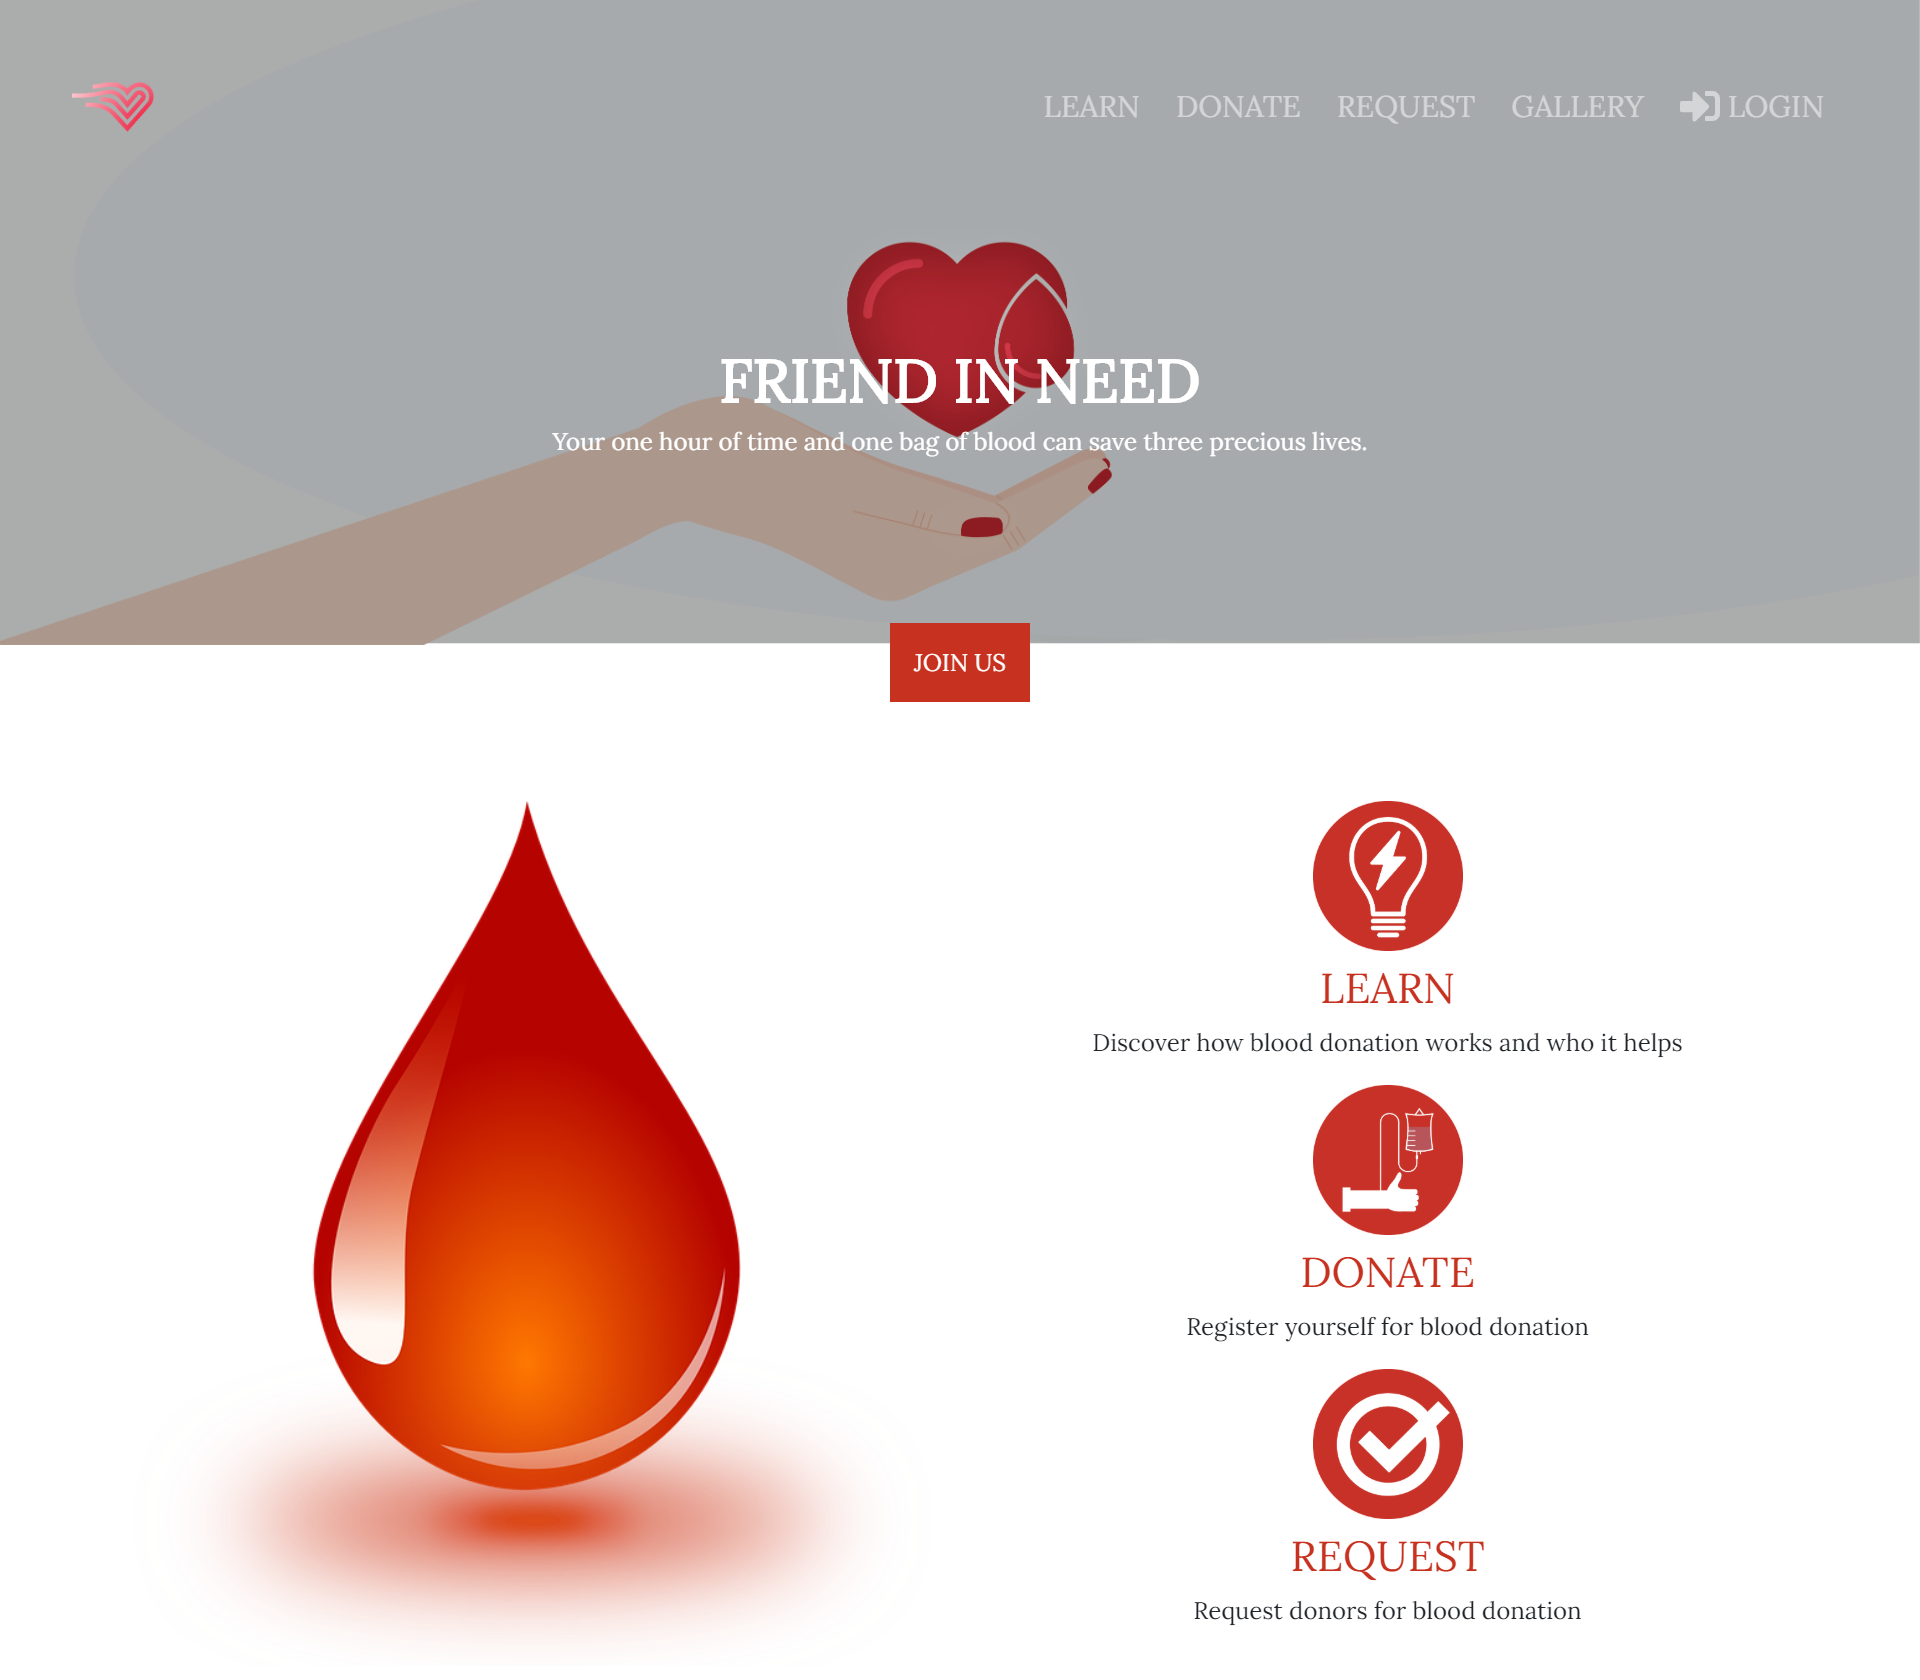 LEARN DONATE REQUEST GALLERY LOGIN
FRIEND IN NEED
Your one hour of time and one bag of blood can save three precious lives.
JOIN US
LEARN
Discover how blood donation works and who it helps
DONATE
Register yourself for blood donation
REQUEST
Request donors for blood donation